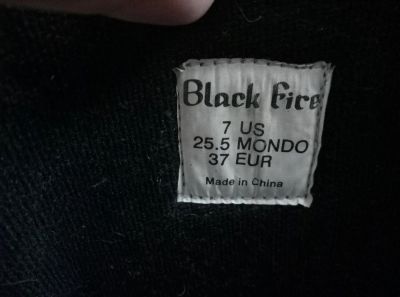 Black Fire
7 US
25.5 MONDO
37 EUR
Made in China